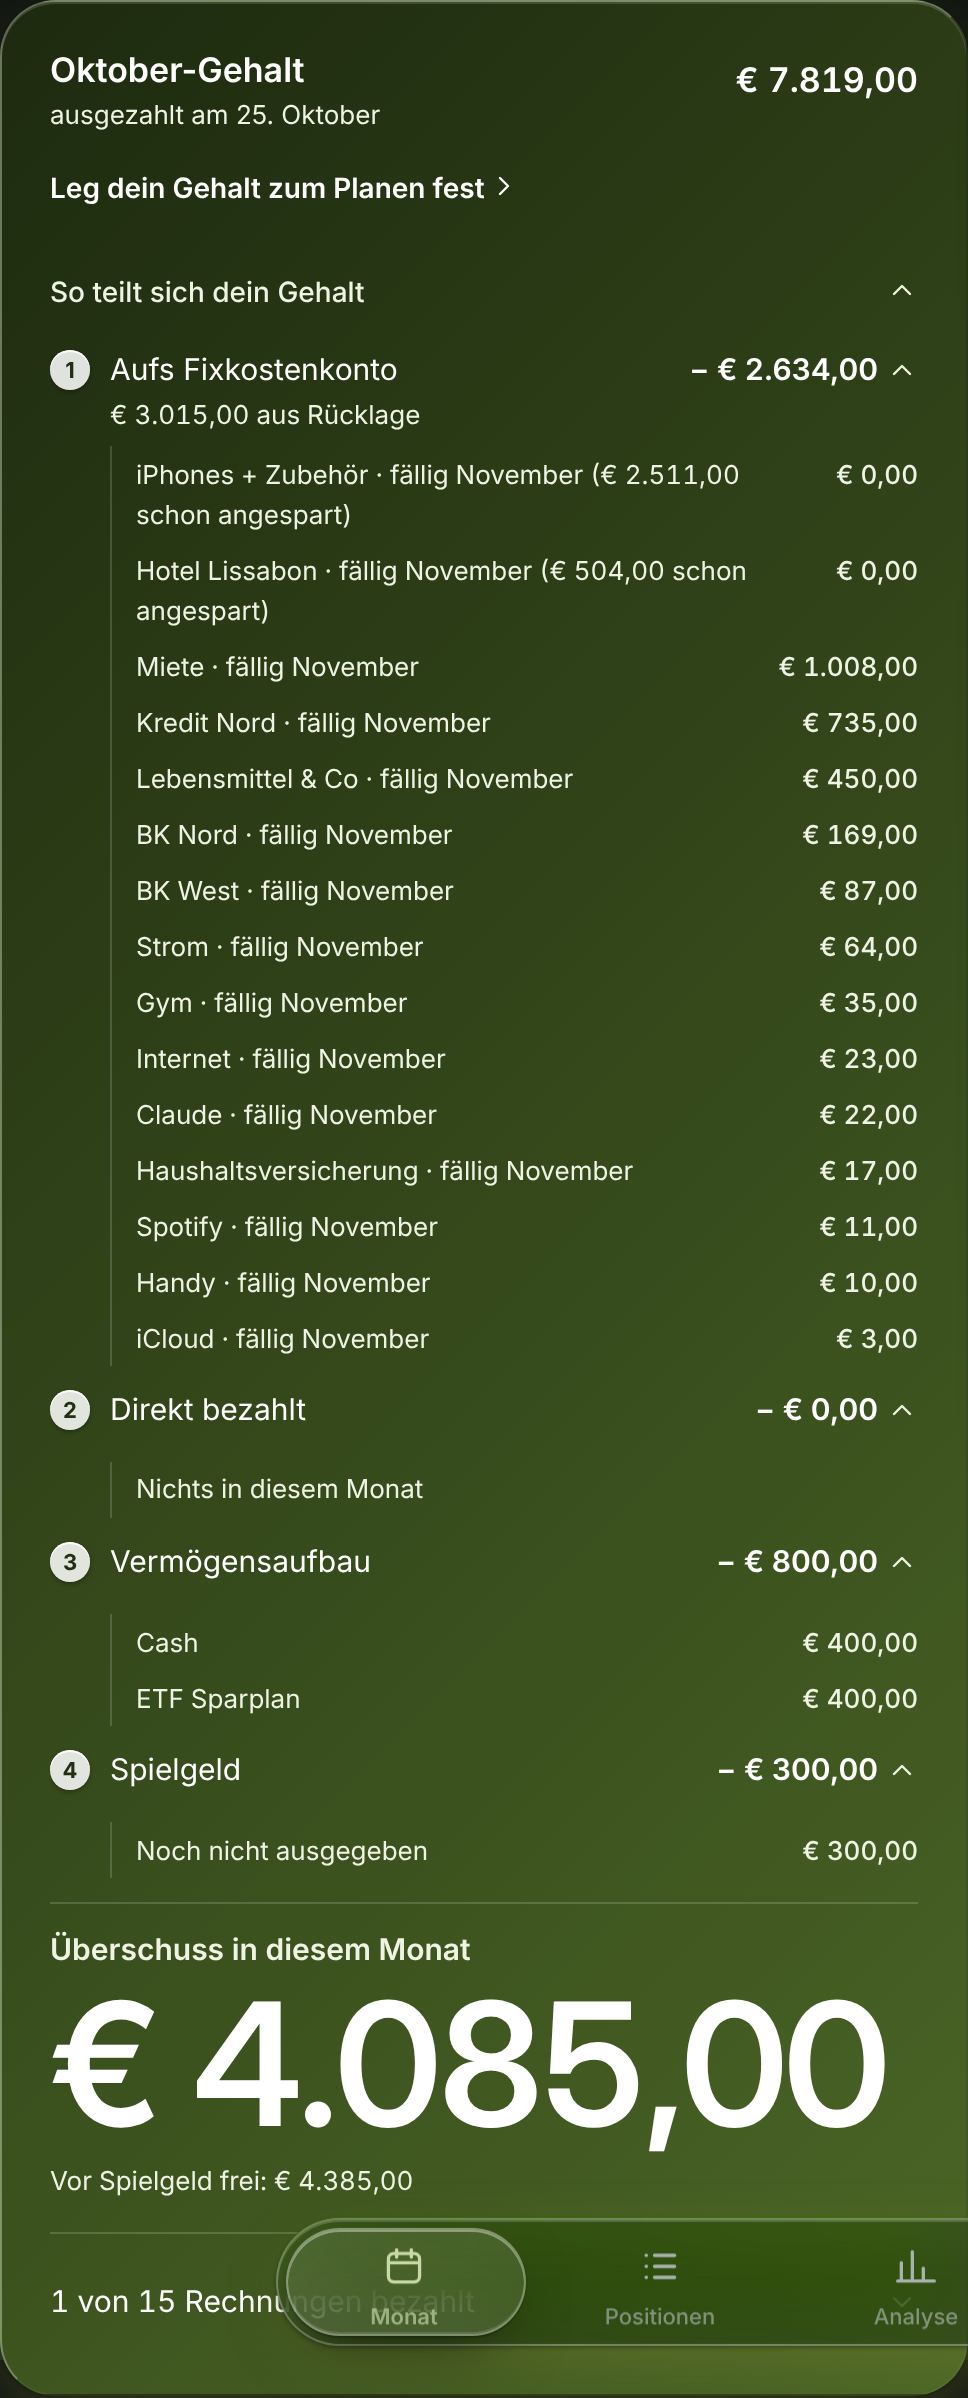 Oktober-Gehalt
€ 7.819,00
ausgezahlt am 25. Oktober
Leg dein Gehalt zum Planen fest
So teilt sich dein Gehalt
1 Aufs Fixkostenkonto – € 2.634,00
€ 3.015,00 aus Rücklage
iPhones + Zubehör · fällig November (€ 2.511,00 € 0,00
schon angespart)
Hotel Lissabon · fällig November (€ 504,00 schon € 0,00
angespart)
Miete · fällig November € 1.008,00
Kredit Nord · fällig November € 735,00
Lebensmittel & Co · fällig November € 450,00
BK Nord · fällig November € 169,00
BK West · fällig November € 87,00
Strom · fällig November € 64,00
Gym · fällig November € 35,00
Internet · fällig November € 23,00
Claude · fällig November € 22,00
Haushaltsversicherung · fällig November € 17,00
Spotify · fällig November € 11,00
Handy · fällig November € 10,00
iCloud · fällig November € 3,00
2 Direkt bezahlt – € 0,00
Nichts in diesem Monat
3 Vermögensaufbau – € 800,00
Cash € 400,00
ETF Sparplan € 400,00
4 Spielgeld – € 300,00
Noch nicht ausgegeben € 300,00
Überschuss in diesem Monat
€ 4.085,00
Vor Spielgeld frei: € 4.385,00
1 von 15 Rechnungen bezahlt
Monat Positionen Analyse